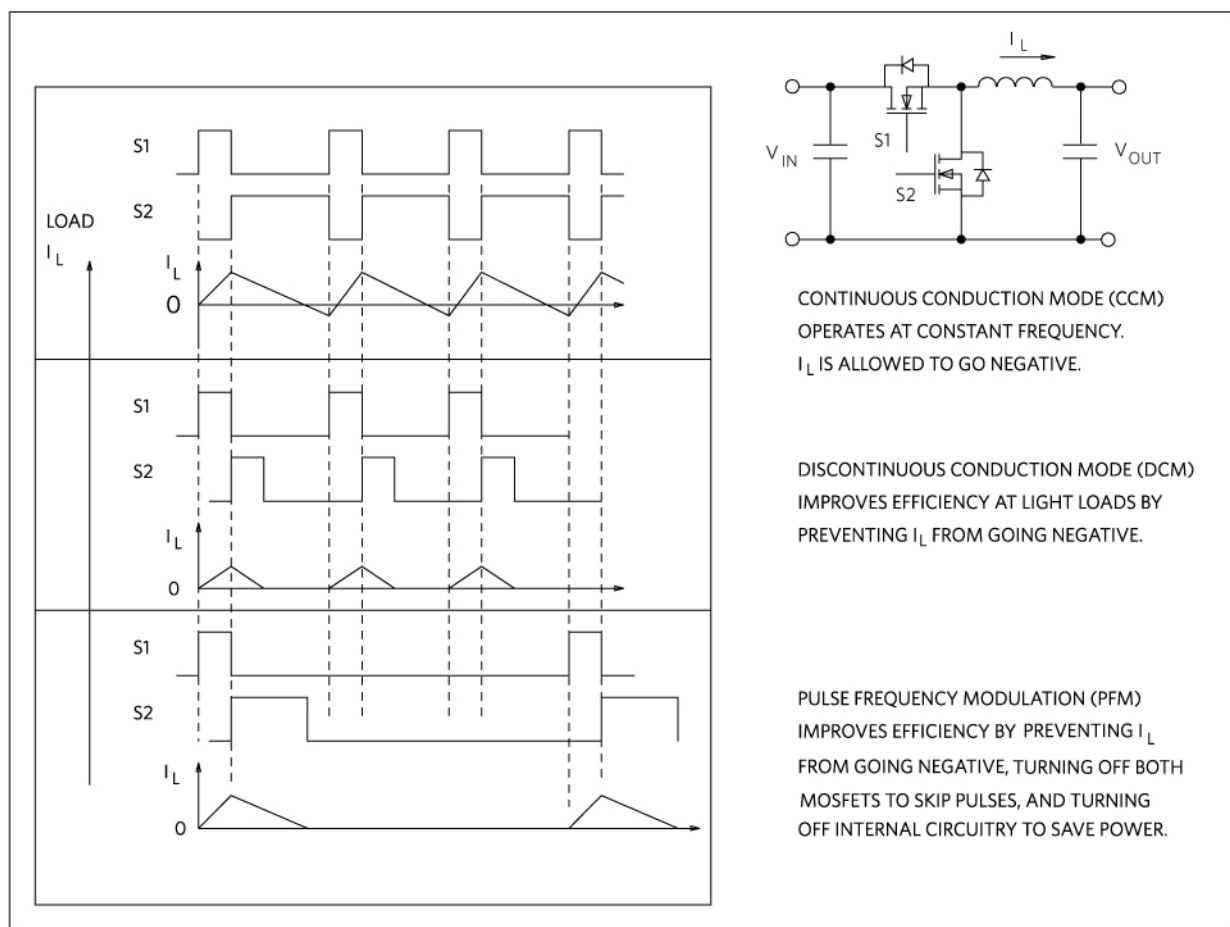 LOAD
I L
S1
S2
I L
0
S1
S2
I L
0
S1
S2
I L
0
I L
S1
V IN
S2
V OUT
CONTINUOUS CONDUCTION MODE (CCM)
OPERATES AT CONSTANT FREQUENCY.
I L IS ALLOWED TO GO NEGATIVE.
DISCONTINUOUS CONDUCTION MODE (DCM)
IMPROVES EFFICIENCY AT LIGHT LOADS BY
PREVENTING I L FROM GOING NEGATIVE.
PULSE FREQUENCY MODULATION (PFM)
IMPROVES EFFICIENCY BY PREVENTING I L
FROM GOING NEGATIVE, TURNING OFF BOTH
MOSFETS TO SKIP PULSES, AND TURNING
OFF INTERNAL CIRCUITRY TO SAVE POWER.